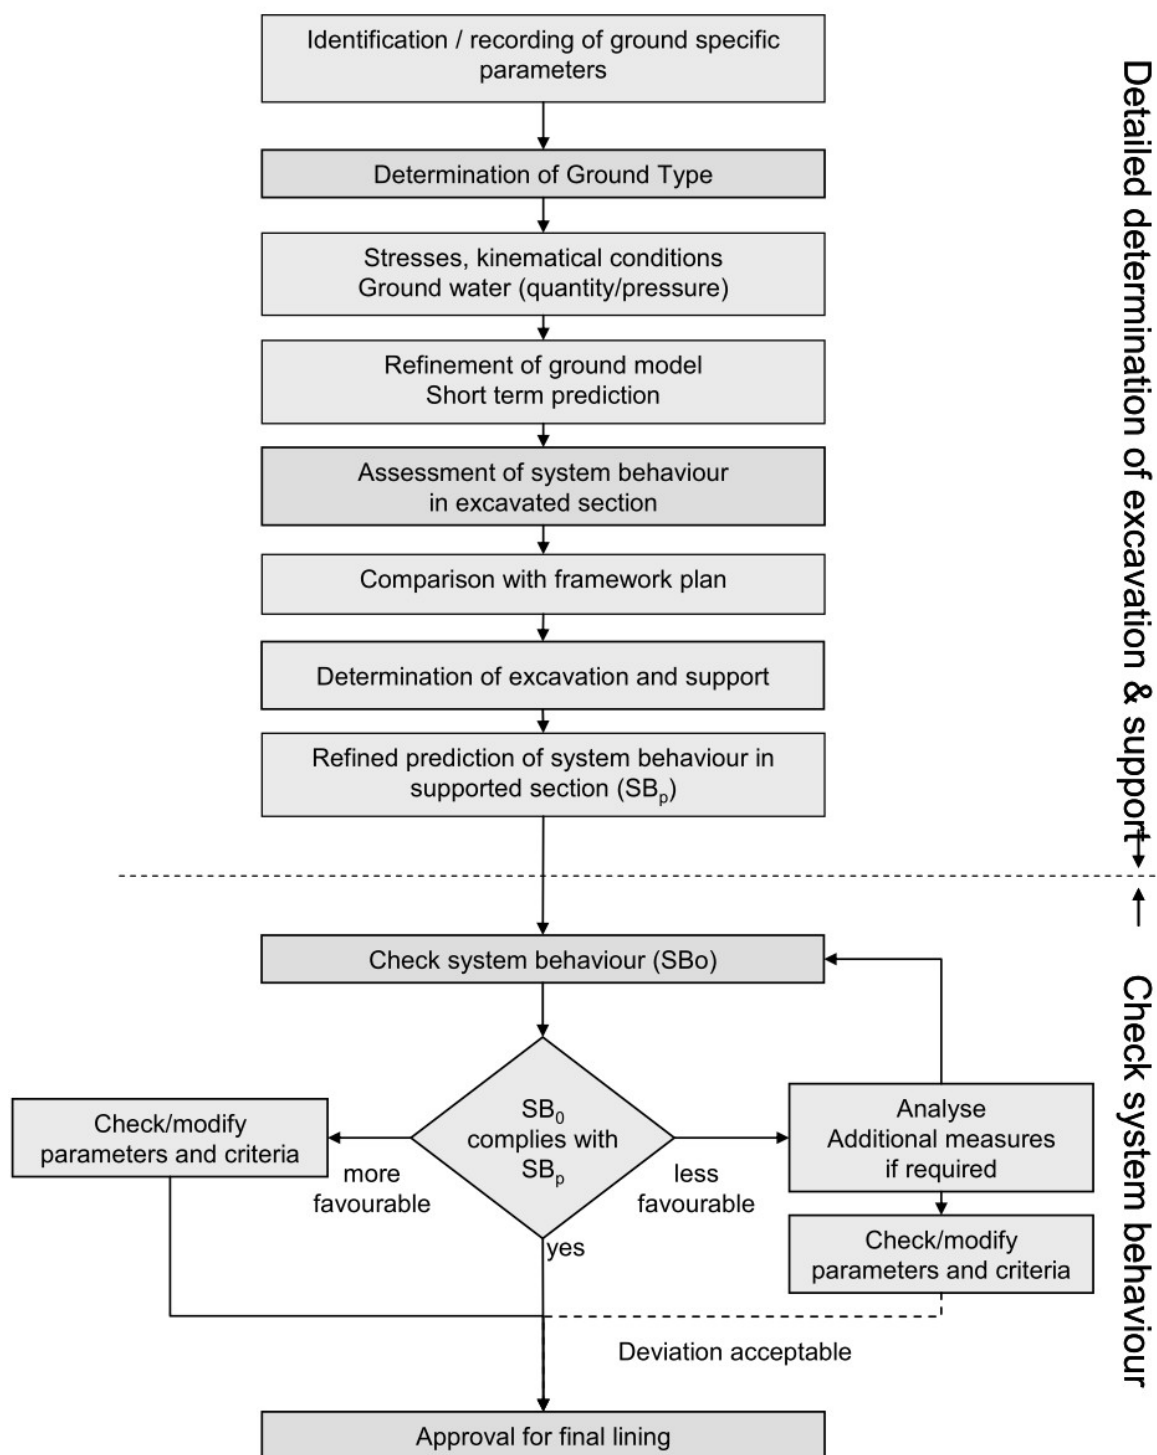 Identification / recording of ground specific
parameters
Determination of Ground Type
Stresses, kinematical conditions
Ground water (quantity/pressure)
Refinement of ground model
Short term prediction
Assessment of system behaviour
in excavated section
Comparison with framework plan
Determination of excavation and support
Refined prediction of system behaviour in
supported section (SBp)
Detailed determination of excavation & support
Check system behaviour (SBo)
SB0
complies with
SBp
more
favourable
less
favourable
yes
Check/modify
parameters and criteria
Analyse
Additional measures
if required
Check/modify
parameters and criteria
Deviation acceptable
Approval for final lining
Check system behaviour